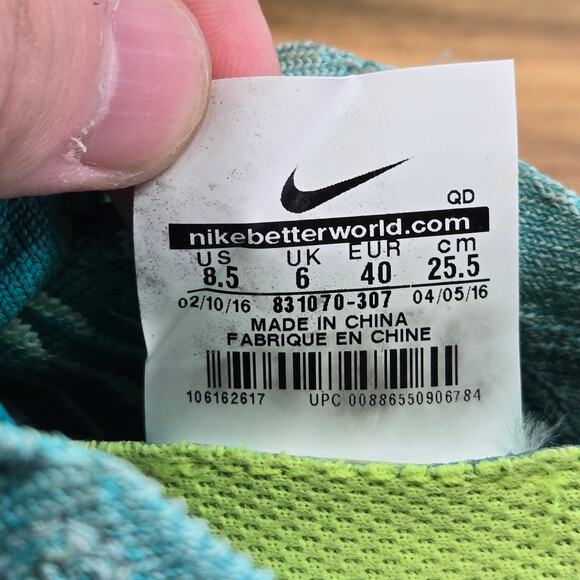 QD
nikebetterworld.com
US UK EUR cm
8.5 6 40 25.5
02/10/16 831070-307 04/05/16
MADE IN CHINA
FABRIQUE EN CHINE
106162617 UPC 00886550906784